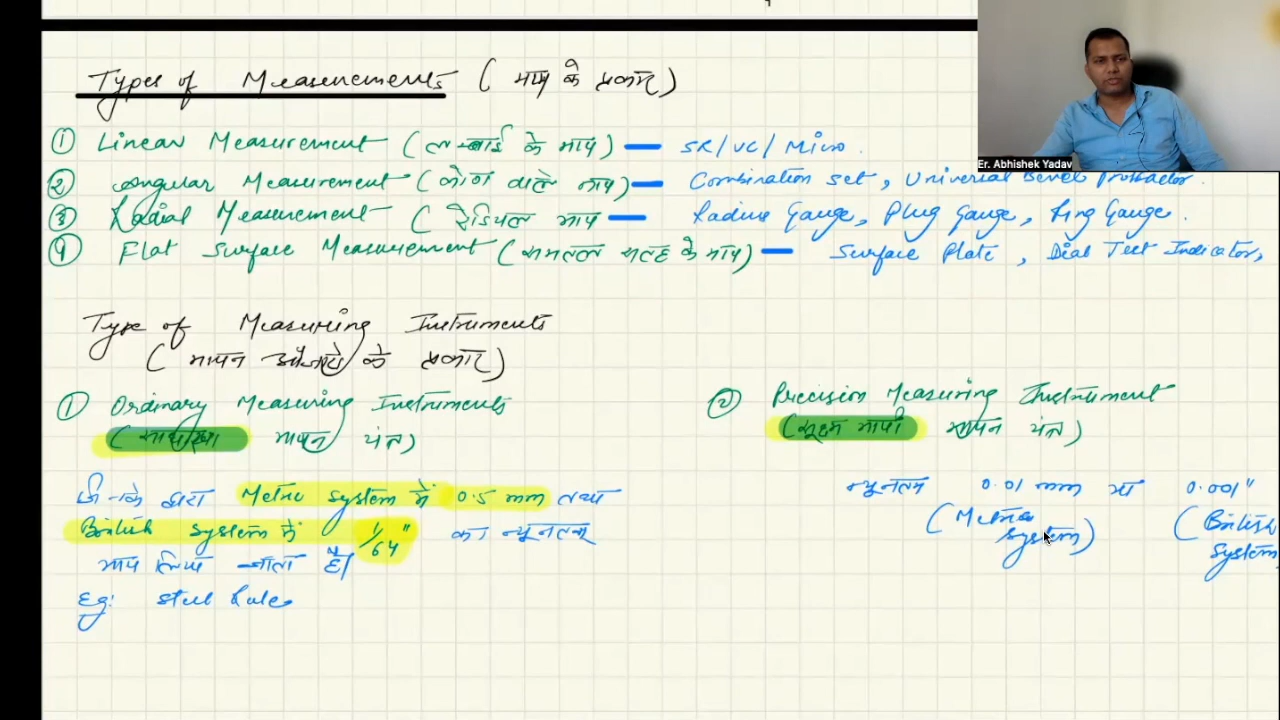 Types of Measurements (माप के प्रकार)
Er. Abhishek Yadav
① Linear Measurement (लम्बाई के माप) — SR/VC/Micro.
② Angular Measurement (कोण वाले माप) — Combination set, Universal Bevel Protractor.
③ Radial Measurement (रेडियल माप — Radius Gauge, Plug Gauge, Ring Gauge.
④ Flat Surface Measurement (समतल सतह के माप) — Surface Plate, Dial Test Indicator,
Type of Measuring Instruments
(मापन औजारों के प्रकार)
① Ordinary Measuring Instruments
(साधारण मापन यंत्र)
② Precision Measuring Instrument
(सूक्ष्म मापी मापन यंत्र)
जिनके द्वारा Metric system में 0.5 mm तथा
British system में 1/64" का न्यूनतम
माप लिया जाता है।
Eg: steel Rule
न्यूनतम 0.01 mm या 0.001"
(Metric system) (British system